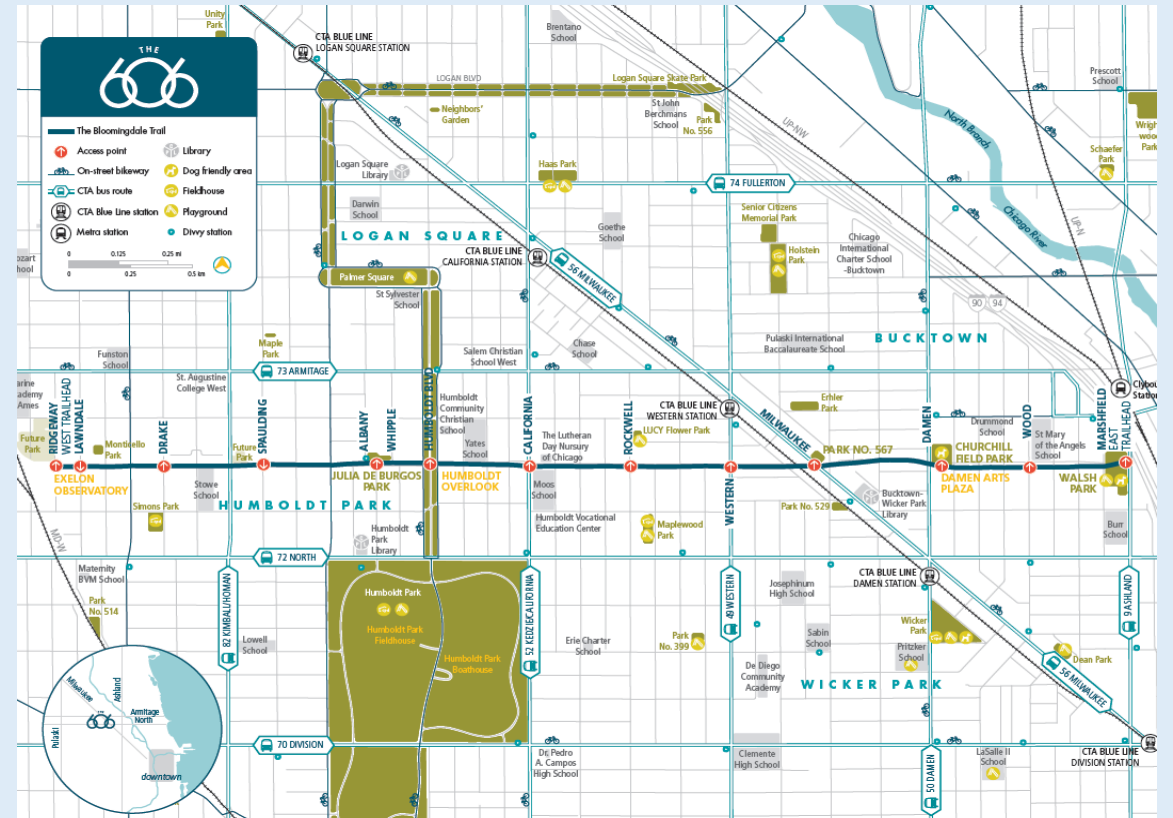 THE
606
The Bloomingdale Trail
Access point
On-street bikeway
CTA bus route
CTA Blue Line station
Metra station
Library
Dog friendly area
Fieldhouse
Playground
Divvy station
0
0.125
0.25 mi
0
0.25
0.5 km
Unity
Park
CTA BLUE LINE
LOGAN SQUARE STATION
Brentano
School
Prescott
School
LOGAN BLVD
Logan Square Skate Park
Neighbors'
Garden
St John
Berchmans
School
Park
No. 556
UP-NW
North Branch
Chicago River
UP-N
Wrigh
wood
Park
Schaefer
Park
Logan Square
Library
Haas Park
74 FULLERTON
Darwin
School
Senior Citizens
Memorial Park
Goethe
School
Holstein
Park
Chicago
International
Charter School
-Bucktown
LOGAN SQUARE
CTA BLUE LINE
CALIFORNIA STATION
56 MILWAUKEE
ozart
hool
Palmer Square
St Sylvester
School
90
94
Maple
Park
Funston
School
Salem Christian
School West
Chase
School
Pulaski International
Baccalaureate School
BUCKTOWN
73 ARMITAGE
St. Augustine
College West
arine
ademy
Ames
Clybou
Station
Future
Park
RIDGEWAY
WEST TRAILHEAD
LAWNDALE
Monticello
Park
DRAKE
Future
Park
SPAULDING
ALBANY
WHIPPLE
HUMBOLDT BLVD
Humboldt
Community
Christian
School
Yates
School
CALIFORNIA
The Lutheran
Day Nursury
of Chicago
ROCKWELL
LUCY Flower Park
CTA BLUE LINE
WESTERN STATION
Erhler
Park
MILWAUKEE
PARK NO. 567
DAMEN
CHURCHILL
FIELD PARK
Drummond
School
WOOD
St Mary
of the Angels
School
MARSHFIELD
TRAILHEAD
EXELON
OBSERVATORY
JULIA DE BURGOS
PARK
HUMBOLDT
OVERLOOK
DAMEN ARTS
PLAZA
WALSH
PARK
Stove
School
Simons Park
HUMBOLDT PARK
Moos
School
Humboldt Vocational
Education Center
Maplewood
Park
WESTERN
Park No. 529
Bucktown-
Wicker Park
Library
Burr
School
MD-W
Humboldt
Park
Library
72 NORTH
Maternity
BVM School
Park
No. 514
82 KIMBALL/HOMAN
Lowell
School
Humboldt Park
Humboldt Park
Fieldhouse
Humboldt Park
Boathouse
52 KEDZIE/CALIFORNIA
Erie Charter
School
Park
No. 399
49 WESTERN
Josephinum
High School
Sabin
School
De Diego
Community
Academy
CTA BLUE LINE
DAMEN STATION
Wicker
Park
Pritzker
School
9 ASHLAND
Dean Park
56 MILWAUKEE
WICKER PARK
Milwaukee
Ashland
606
Armitage
North
Pulaski
downtown
70 DIVISION
Dr. Pedro
A. Campos
High School
Clemente
High School
50 DAMEN
LaSalle II
School
CTA BLUE LINE
DIVISION STATION